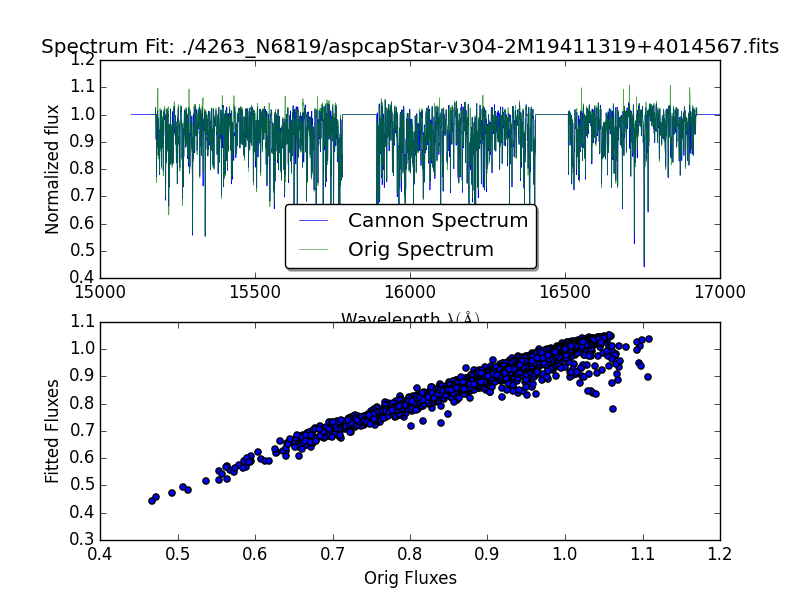 Spectrum Fit: ./4263_N6819/aspcapStar-v304-2M19411319+4014567.fits
1.2
1.1
1.0
0.9
0.8
0.7
0.6
0.5
0.4
Normalized flux
Cannon Spectrum
Orig Spectrum
15000 15500 16000 16500 17000
Wavelength λ(Å)
1.1
1.0
0.9
0.8
0.7
0.6
0.5
0.4
0.3
Fitted Fluxes
0.4 0.5 0.6 0.7 0.8 0.9 1.0 1.1 1.2
Orig Fluxes